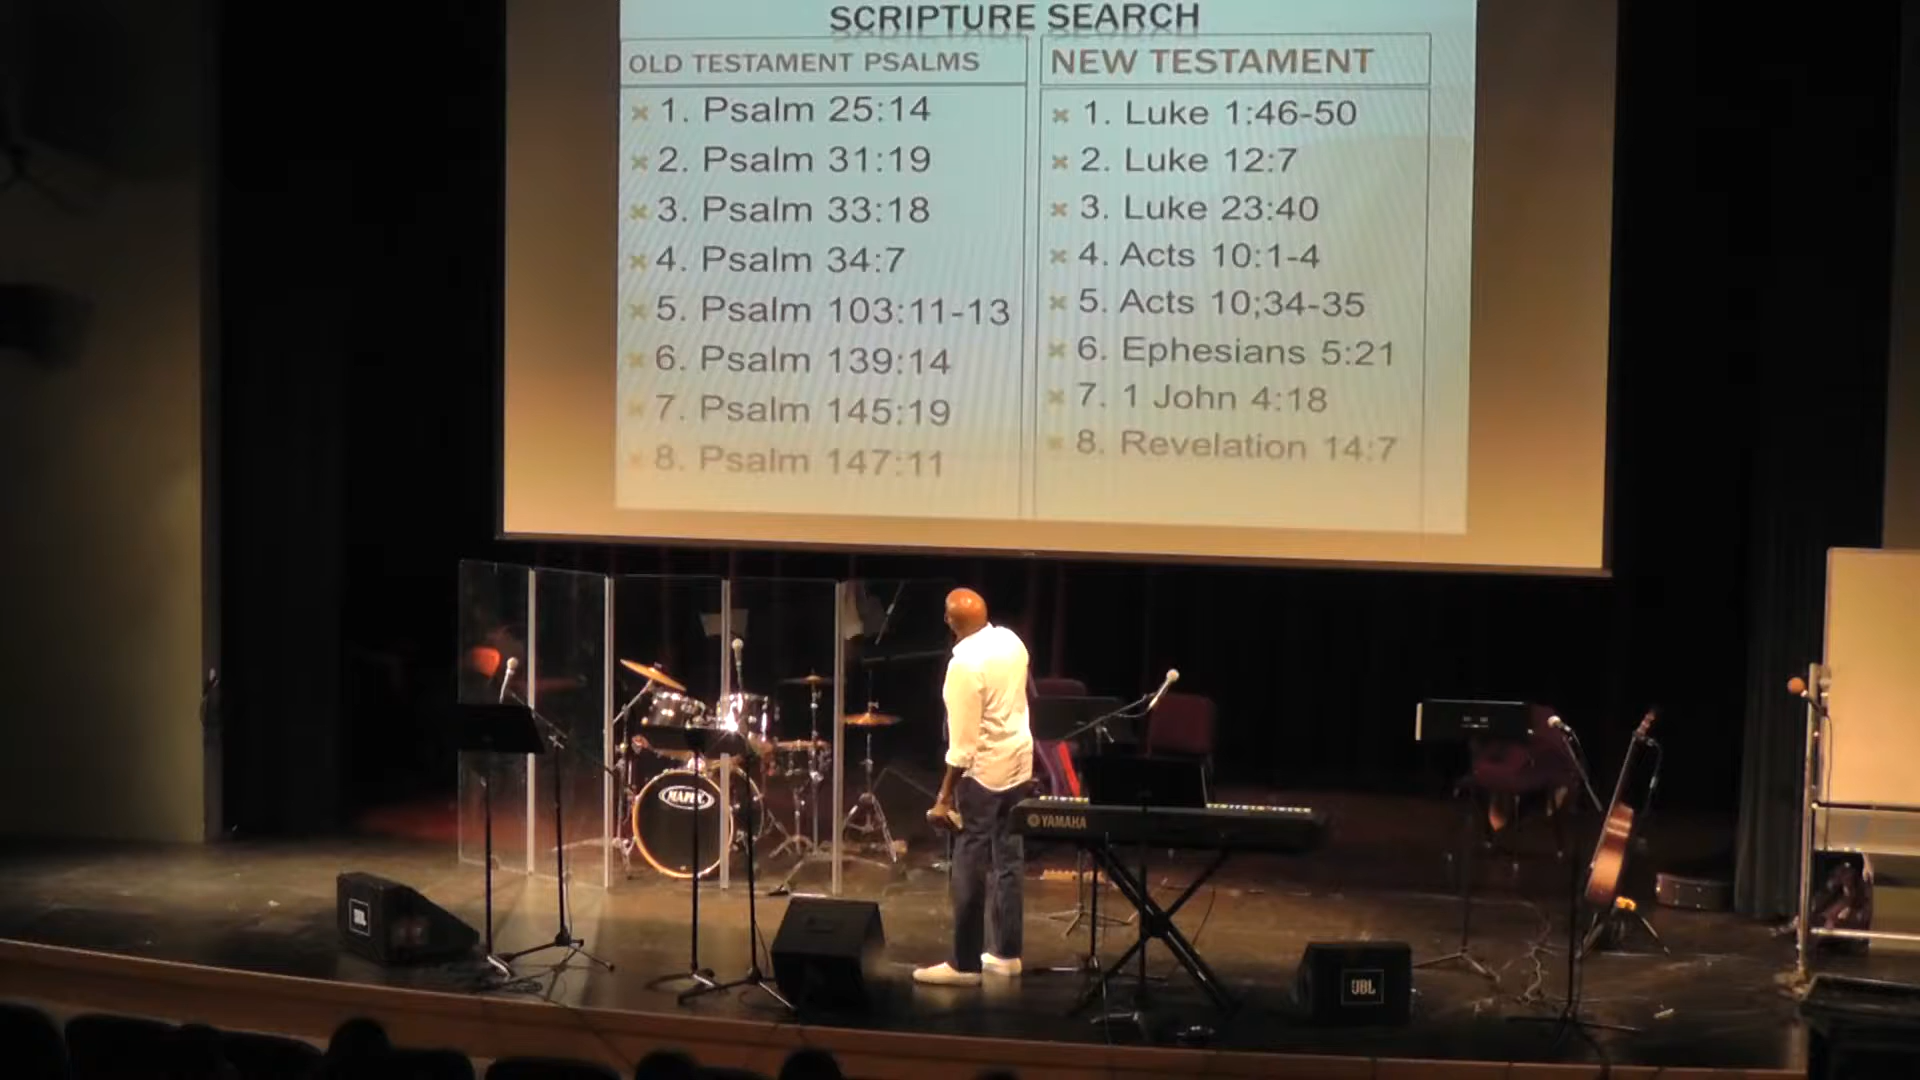 SCRIPTURE SEARCH
OLD TESTAMENT PSALMS
1. Psalm 25:14
2. Psalm 31:19
3. Psalm 33:18
4. Psalm 34:7
5. Psalm 103:11-13
6. Psalm 139:14
7. Psalm 145:19
8. Psalm 147:11
NEW TESTAMENT
1. Luke 1:46-50
2. Luke 12:7
3. Luke 23:40
4. Acts 10:1-4
5. Acts 10;34-35
6. Ephesians 5:21
7. 1 John 4:18
8. Revelation 14:7
MAPEX
YAMAHA
JBL
JBL